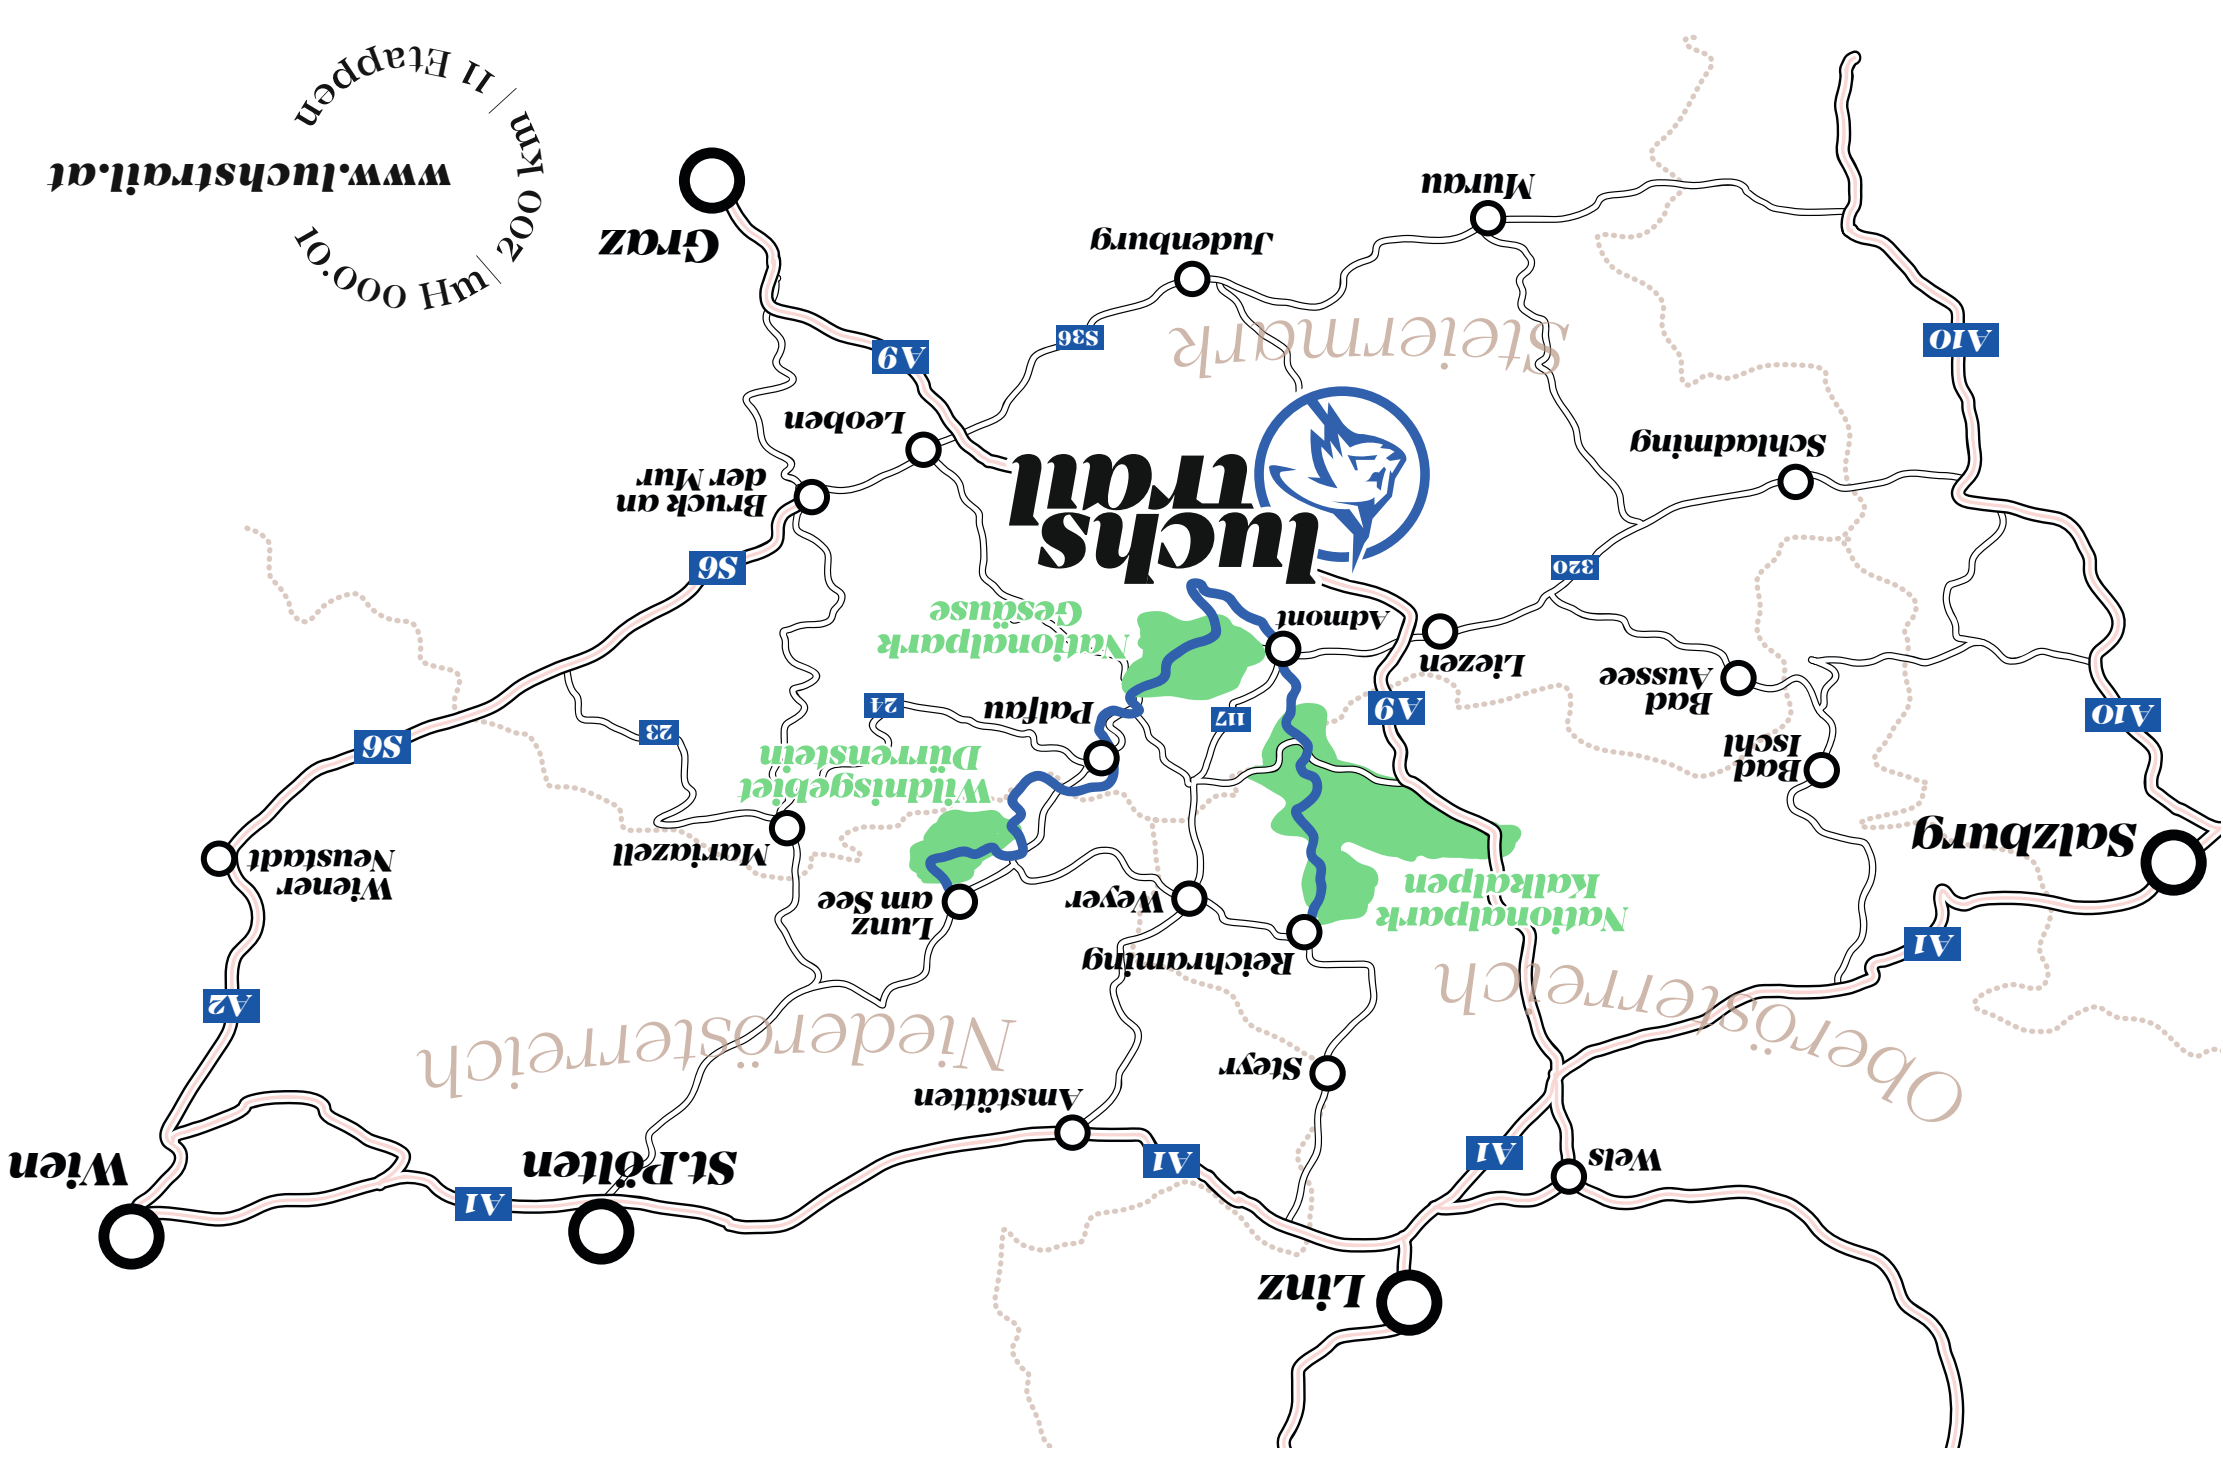 Linz
Wels
A1
A1
St.Pölten
A1
Wien
Amstätten
Steyr
Oberösterreich
Niederösterreich
A2
A1
Reichraming
Nationalpark
Kalkalpen
Weyer
Lunz
am See
Wiener
Neustadt
Salzburg
Mariazell
Wildnisgebiet
Dürrenstein
Bad
Ischl
S6
23
24
Palfau
117
A9
A10
Bad
Aussee
Liezen
Admont
Nationalpark
Gesäuse
320
S6
luchs
trail
Bruck an
der Mur
Schladming
Leoben
A9
S36
Steiermark
A10
Judenburg
Graz
Murau
10.000 Hm | 200 km | 11 Etappen
www.luchstrail.at